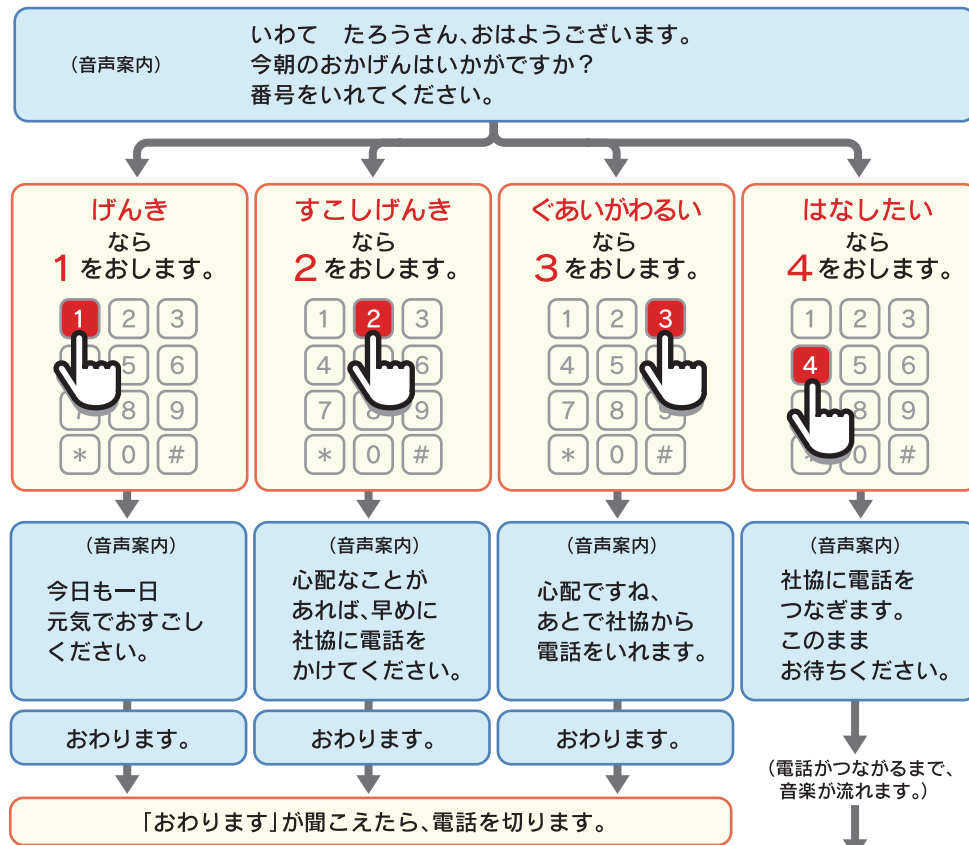 (音声案内)
いわて　たろうさん、おはようございます。
今朝のおかげんはいかがですか？
番号をいれてください。
げんき
なら
1をおします。
1 2 3
5 6
7 8 9
* 0 #
すこしげんき
なら
2をおします。
1 2 3
4 6
7 8 9
* 0 #
ぐあいがわるい
なら
3をおします。
1 2 3
4 5
7 8 9
* 0 #
はなしたい
なら
4をおします。
1 2 3
4 5 6
8 9
* 0 #
(音声案内)
今日も一日
元気でおすごし
ください。
おわります。
(音声案内)
心配なことが
あれば、早めに
社協に電話を
かけてください。
おわります。
(音声案内)
心配ですね、
あとで社協から
電話をいれます。
おわります。
「おわります」が聞こえたら、電話を切ります。
(音声案内)
社協に電話を
つなぎます。
このまま
お待ちください。
(電話がつながるまで、
音楽が流れます。)